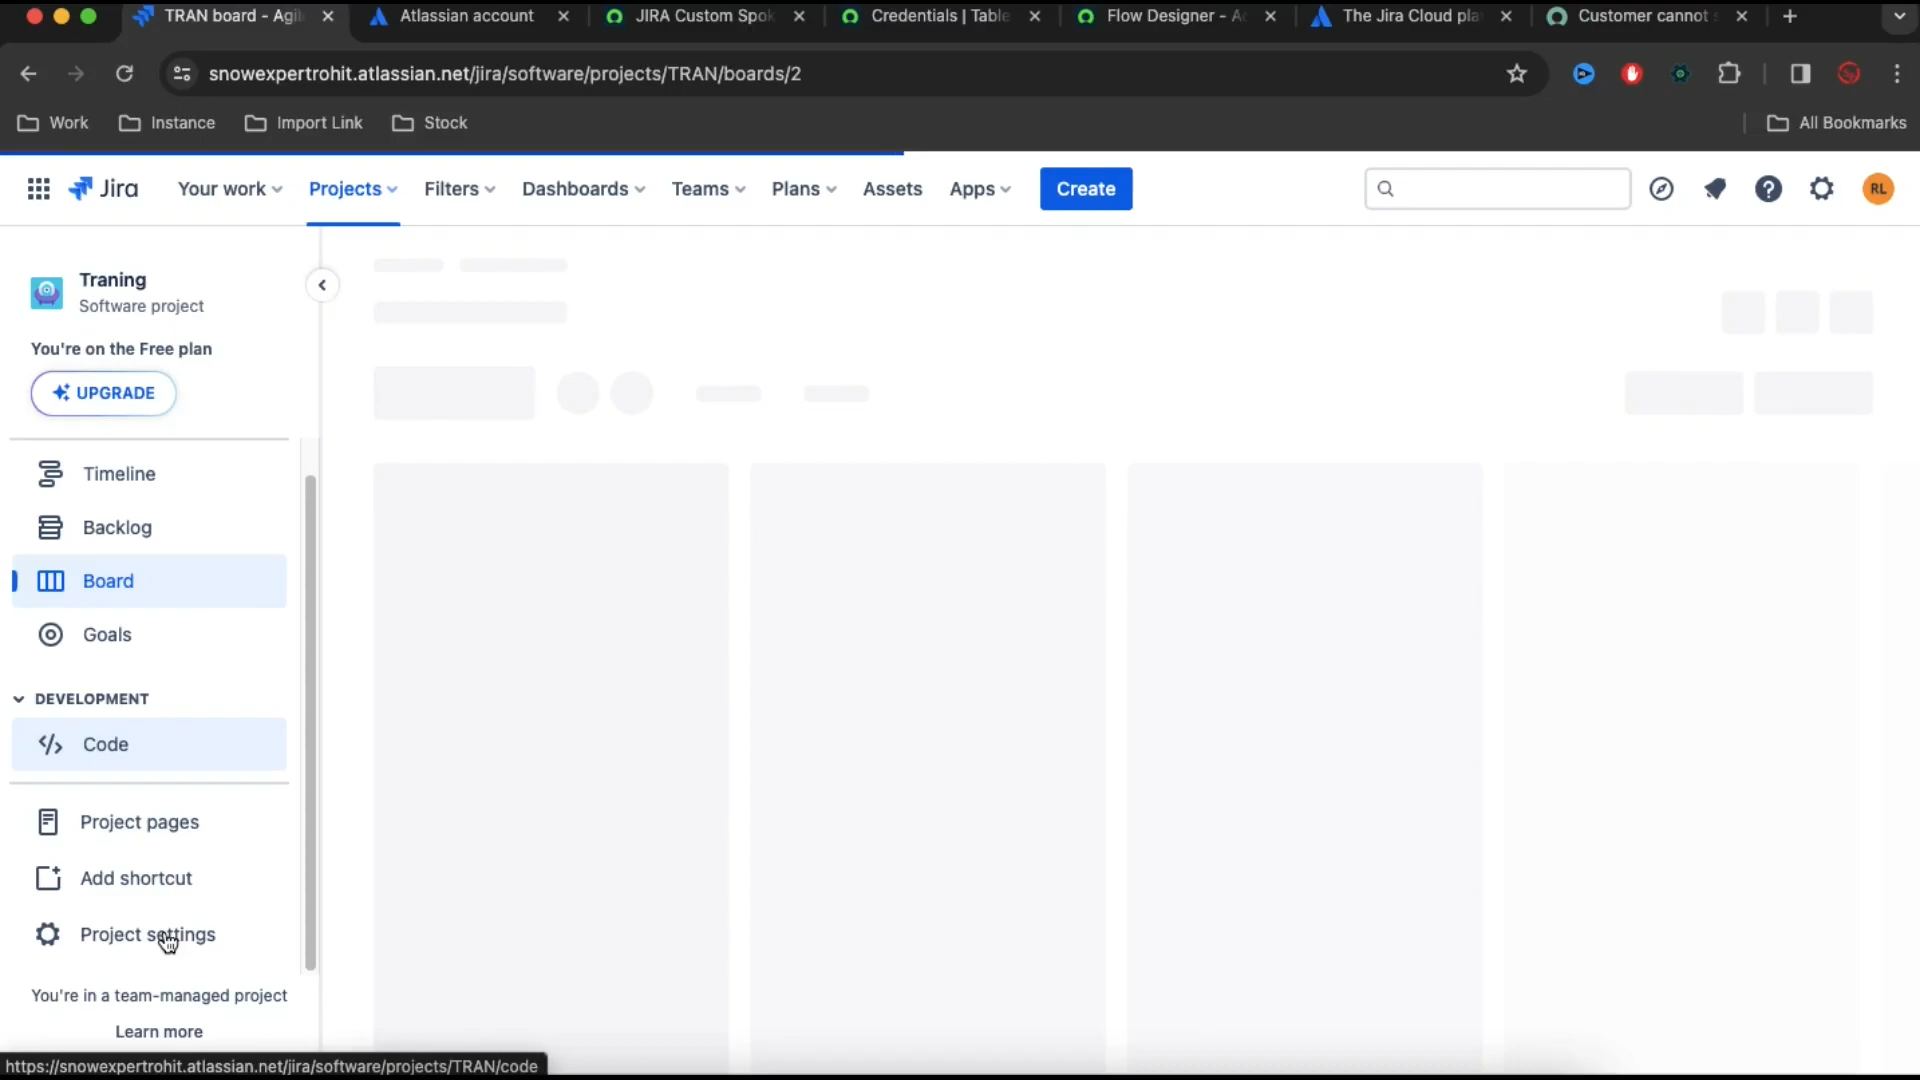 TRAN board - Agil
Atlassian account
JIRA Custom Spok
Credentials | Table
Flow Designer - Ac
The Jira Cloud pla
Customer cannot s
snowexpertrohit.atlassian.net/jira/software/projects/TRAN/boards/2
Work Instance Import Link Stock All Bookmarks
Jira Your work Projects Filters Dashboards Teams Plans Assets Apps Create RL
Traning
Software project
You're on the Free plan
UPGRADE
Timeline
Backlog
Board
Goals
DEVELOPMENT
Code
Project pages
Add shortcut
Project settings
You're in a team-managed project
Learn more
https://snowexpertrohit.atlassian.net/jira/software/projects/TRAN/code